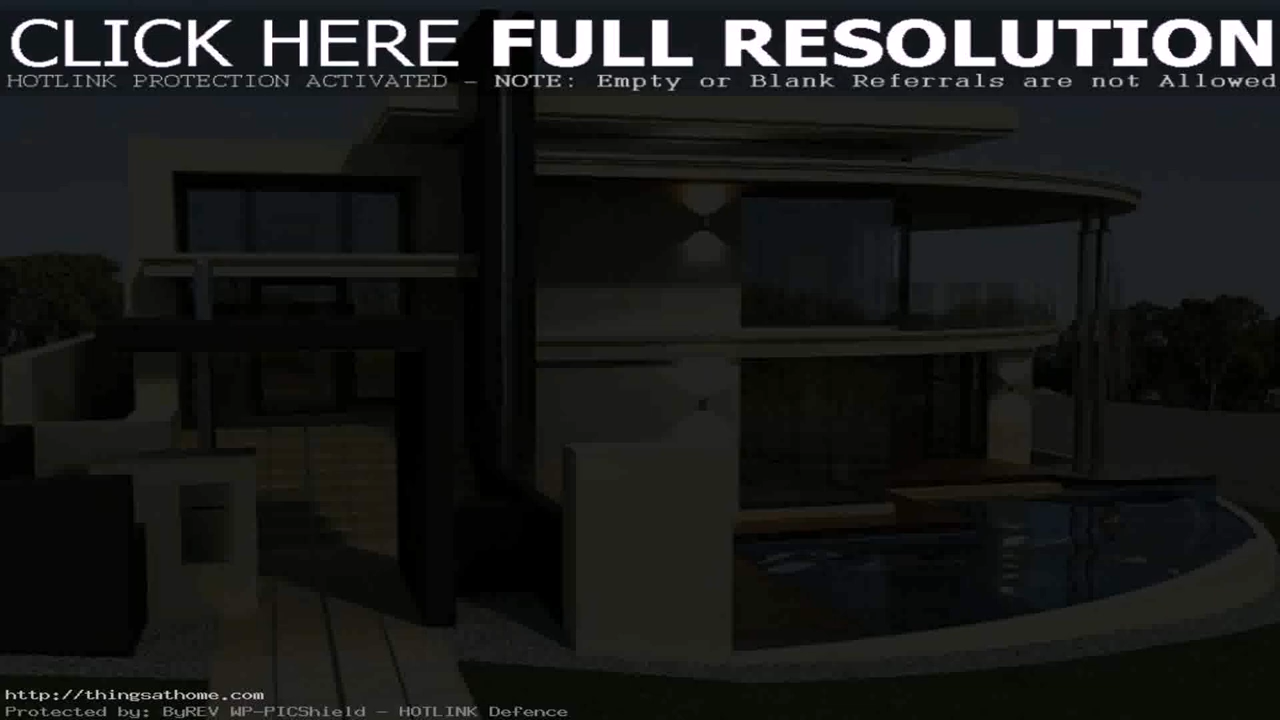 CLICK HERE FULL RESOLUTION
HOTLINK PROTECTION ACTIVATED - NOTE: Empty or Blank Referrals are not Allowed
http://thingsathome.com
Protected by: ByREV WP-PICShield - HOTLINK Defence